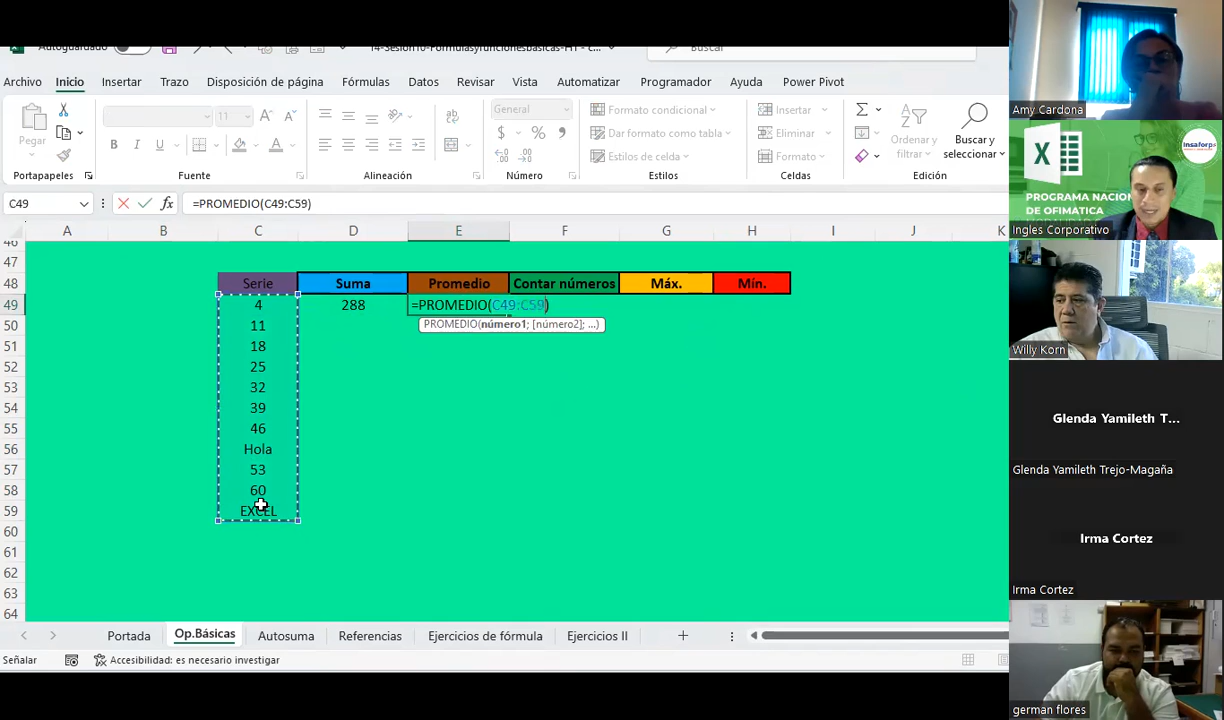 Autoguardado
14-Sesion10-Formulasyfuncionesbasicas-H1 - c...
Buscar
Archivo Inicio Insertar Trazo Disposición de página Fórmulas Datos Revisar Vista Automatizar Programador Ayuda Power Pivot
Pegar
11
General
Formato condicional
Dar formato como tabla
Estilos de celda
Insertar
Eliminar
Formato
Ordenar y filtrar
Buscar y seleccionar
Portapapeles Fuente Alineación Número Estilos Celdas Edición
C49 =PROMEDIO(C49:C59)
A B C D E F G H I J K
46
47
48 Serie Suma Promedio Contar números Máx. Mín.
49 4 288 =PROMEDIO(C49:C59)
PROMEDIO(número1; [número2]; ...)
50 11
51 18
52 25
53 32
54 39
55 46
56 Hola
57 53
58 60
59 EXCEL
60
61
62
63
64
Portada Op.Básicas Autosuma Referencias Ejercicios de fórmula Ejercicios II
Señalar Accesibilidad: es necesario investigar
Amy Cardona
insaforp
PROGRAMA NACION
DE OFIMATICA
Ingles Corporativo
Willy Korn
Glenda Yamileth T...
Glenda Yamileth Trejo-Magaña
Irma Cortez
Irma Cortez
german flores